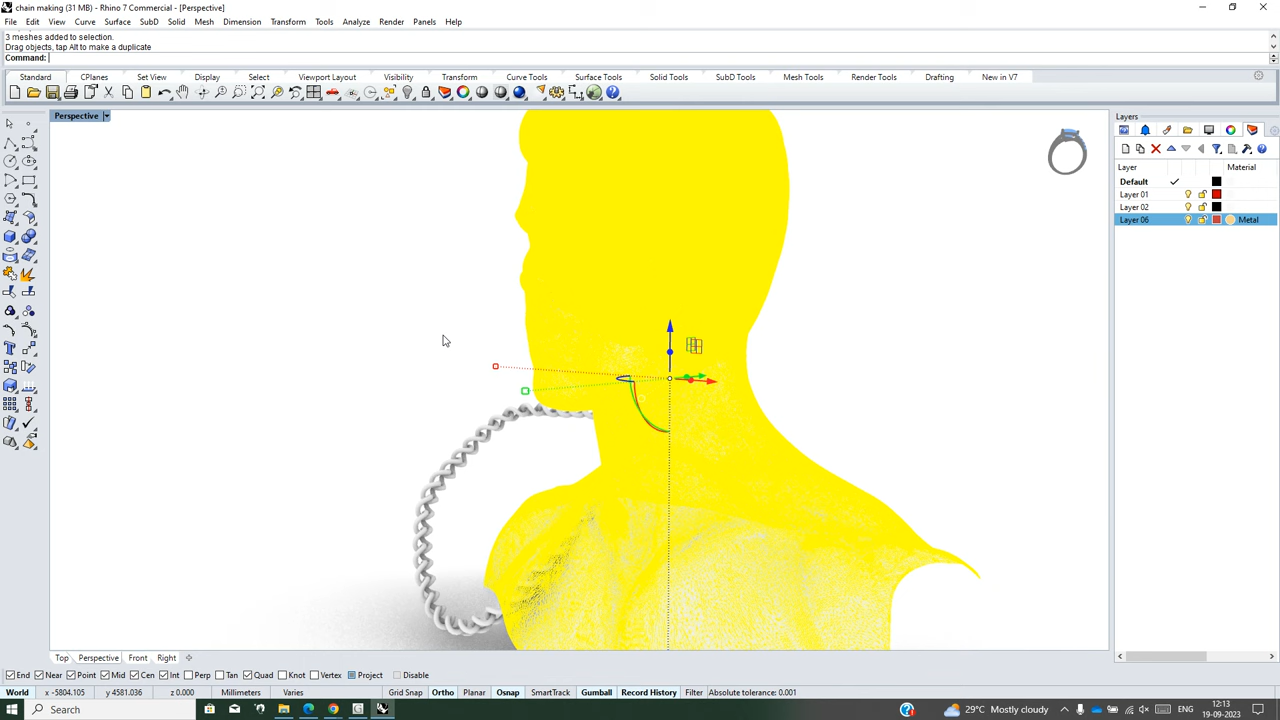 chain making (31 MB) - Rhino 7 Commercial - [Perspective]
File Edit View Curve Surface SubD Solid Mesh Dimension Transform Tools Analyze Render Panels Help
3 meshes added to selection.
Drag objects, tap Alt to make a duplicate
Command:
Standard CPlanes Set View Display Select Viewport Layout Visibility Transform Curve Tools Surface Tools Solid Tools SubD Tools Mesh Tools Render Tools Drafting New in V7
Perspective
Layers
Layer Material
Default
Layer 01
Layer 02
Layer 06 Metal
Top Perspective Front Right
End Near Point Mid Cen Int Perp Tan Quad Knot Vertex Project Disable
World x -5804.105 y 4581.036 z 0.000 Millimeters Varies Grid Snap Ortho Planar Osnap SmartTrack Gumball Record History Filter Absolute tolerance: 0.001
Search 29°C Mostly cloudy ENG 12:13
19-09-2023